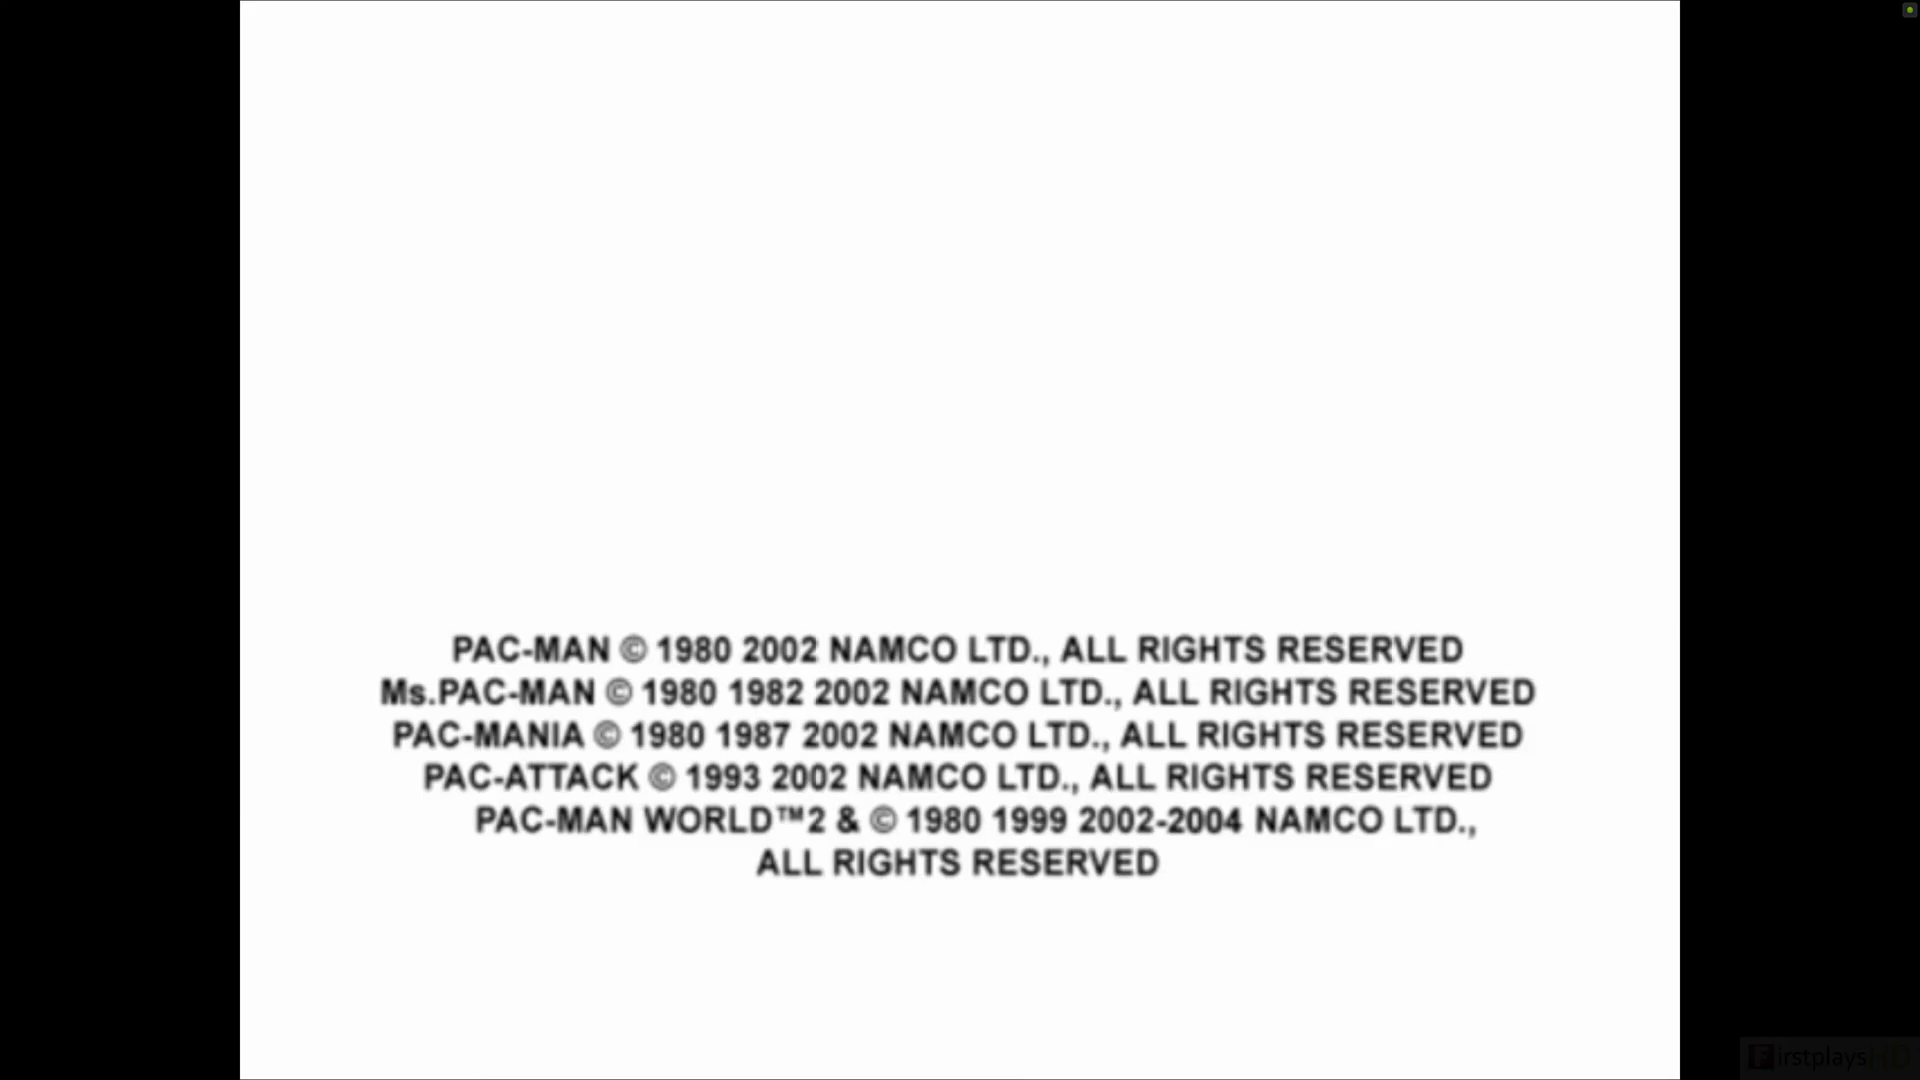 PAC-MAN © 1980 2002 NAMCO LTD., ALL RIGHTS RESERVED
Ms.PAC-MAN © 1980 1982 2002 NAMCO LTD., ALL RIGHTS RESERVED
PAC-MANIA © 1980 1987 2002 NAMCO LTD., ALL RIGHTS RESERVED
PAC-ATTACK © 1993 2002 NAMCO LTD., ALL RIGHTS RESERVED
PAC-MAN WORLD™2 & © 1980 1999 2002-2004 NAMCO LTD.,
ALL RIGHTS RESERVED
FirstplaysHD